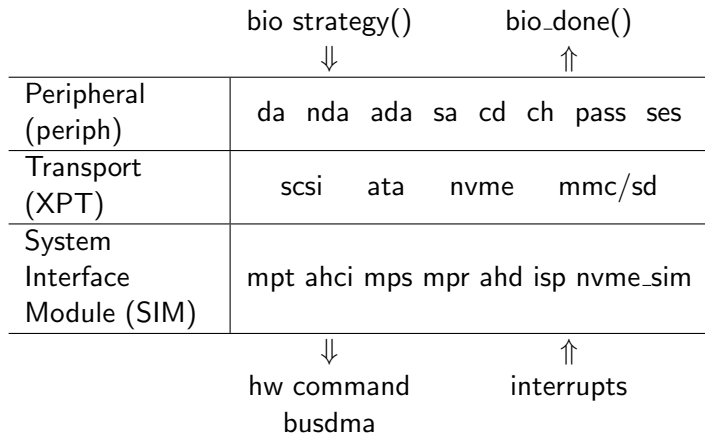 bio strategy() bio_done()
⇓ ⇑
Peripheral
(periph)
da nda ada sa cd ch pass ses
Transport
(XPT)
scsi ata nvme mmc/sd
System
Interface
Module (SIM)
mpt ahci mps mpr ahd isp nvme_sim
⇓ ⇑
hw command interrupts
busdma